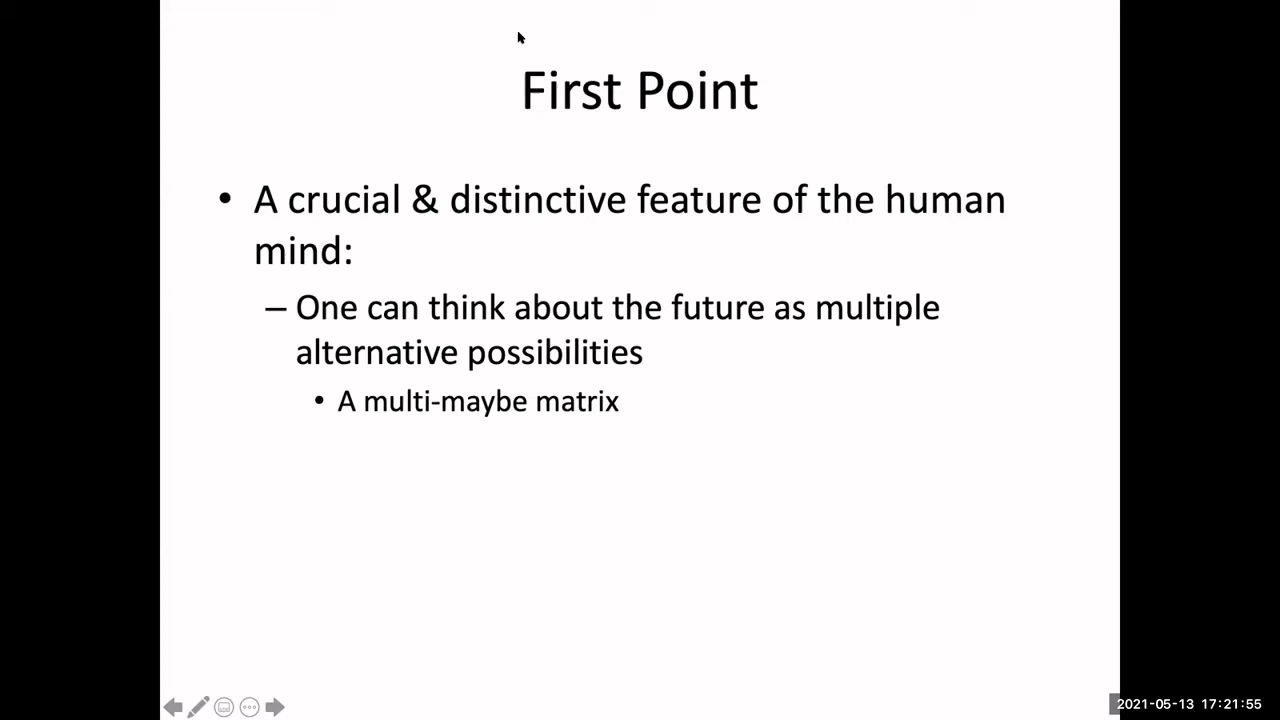 First Point
• A crucial & distinctive feature of the human
mind:
– One can think about the future as multiple
alternative possibilities
• A multi-maybe matrix
2021-05-13 17:21:55